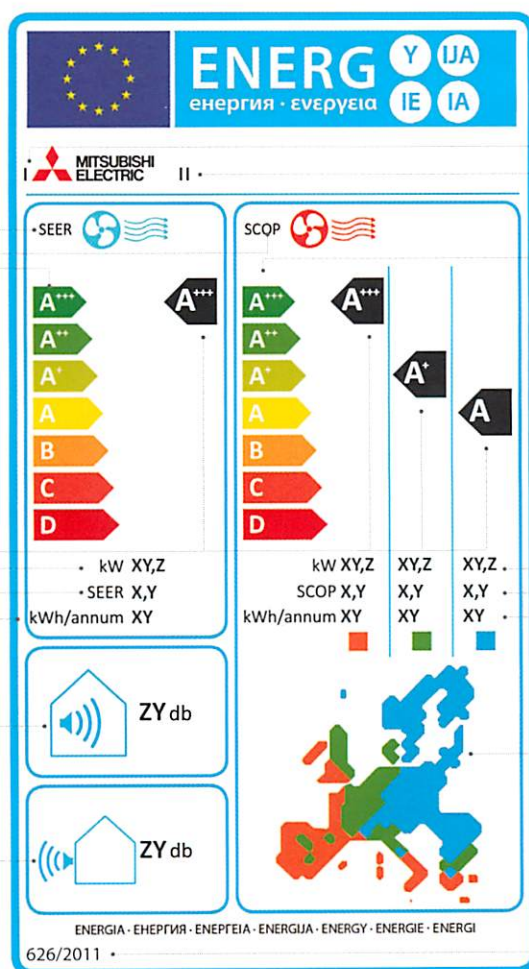 ENERG Y IJA
енергия · ενεργεια IE IA
I MITSUBISHI
ELECTRIC II
SEER
A+++ A+++
A++
A+
A
B
C
D
kW XY,Z
SEER X,Y
kWh/annum XY
SCOP
A+++ A+++
A++
A+ A+
A A
B
C
D
kW XY,Z XY,Z XY,Z
SCOP X,Y X,Y X,Y
kWh/annum XY XY XY
ZY db
ZY db
ENERGIA · ЕНЕРГИЯ · ΕΝΕΡΓΕΙΑ · ENERGIJA · ENERGY · ENERGIE · ENERGI
626/2011